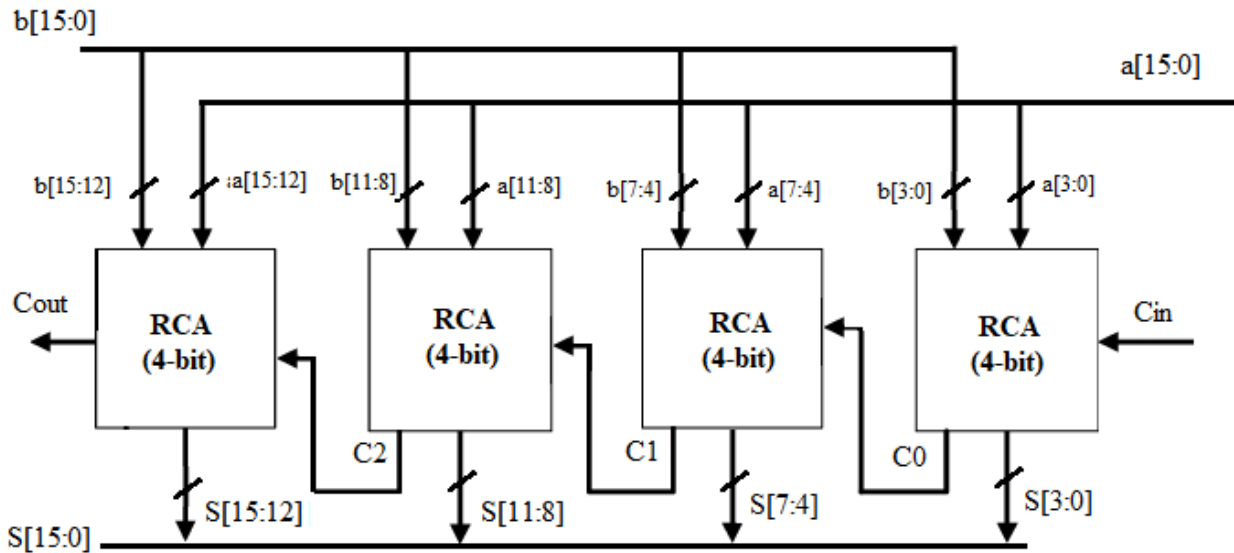 b[15:0]
a[15:0]
b[15:12]
a[15:12]
b[11:8]
a[11:8]
b[7:4]
a[7:4]
b[3:0]
a[3:0]
Cout
RCA
(4-bit)
RCA
(4-bit)
RCA
(4-bit)
RCA
(4-bit)
Cin
C2
C1
C0
S[15:12]
S[11:8]
S[7:4]
S[3:0]
S[15:0]